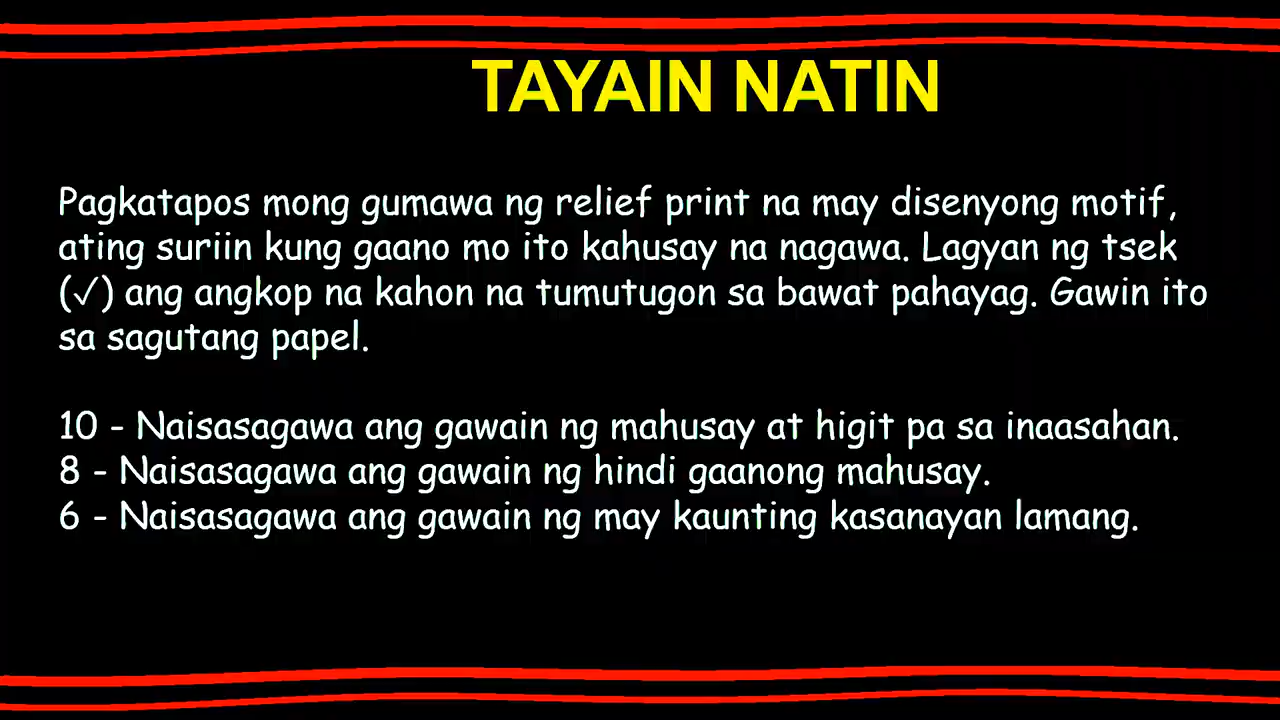 TAYAIN NATIN
Pagkatapos mong gumawa ng relief print na may disenyong motif,
ating suriin kung gaano mo ito kahusay na nagawa. Lagyan ng tsek
(✓) ang angkop na kahon na tumutugon sa bawat pahayag. Gawin ito
sa sagutang papel.
10 - Naisasagawa ang gawain ng mahusay at higit pa sa inaasahan.
8 - Naisasagawa ang gawain ng hindi gaanong mahusay.
6 - Naisasagawa ang gawain ng may kaunting kasanayan lamang.